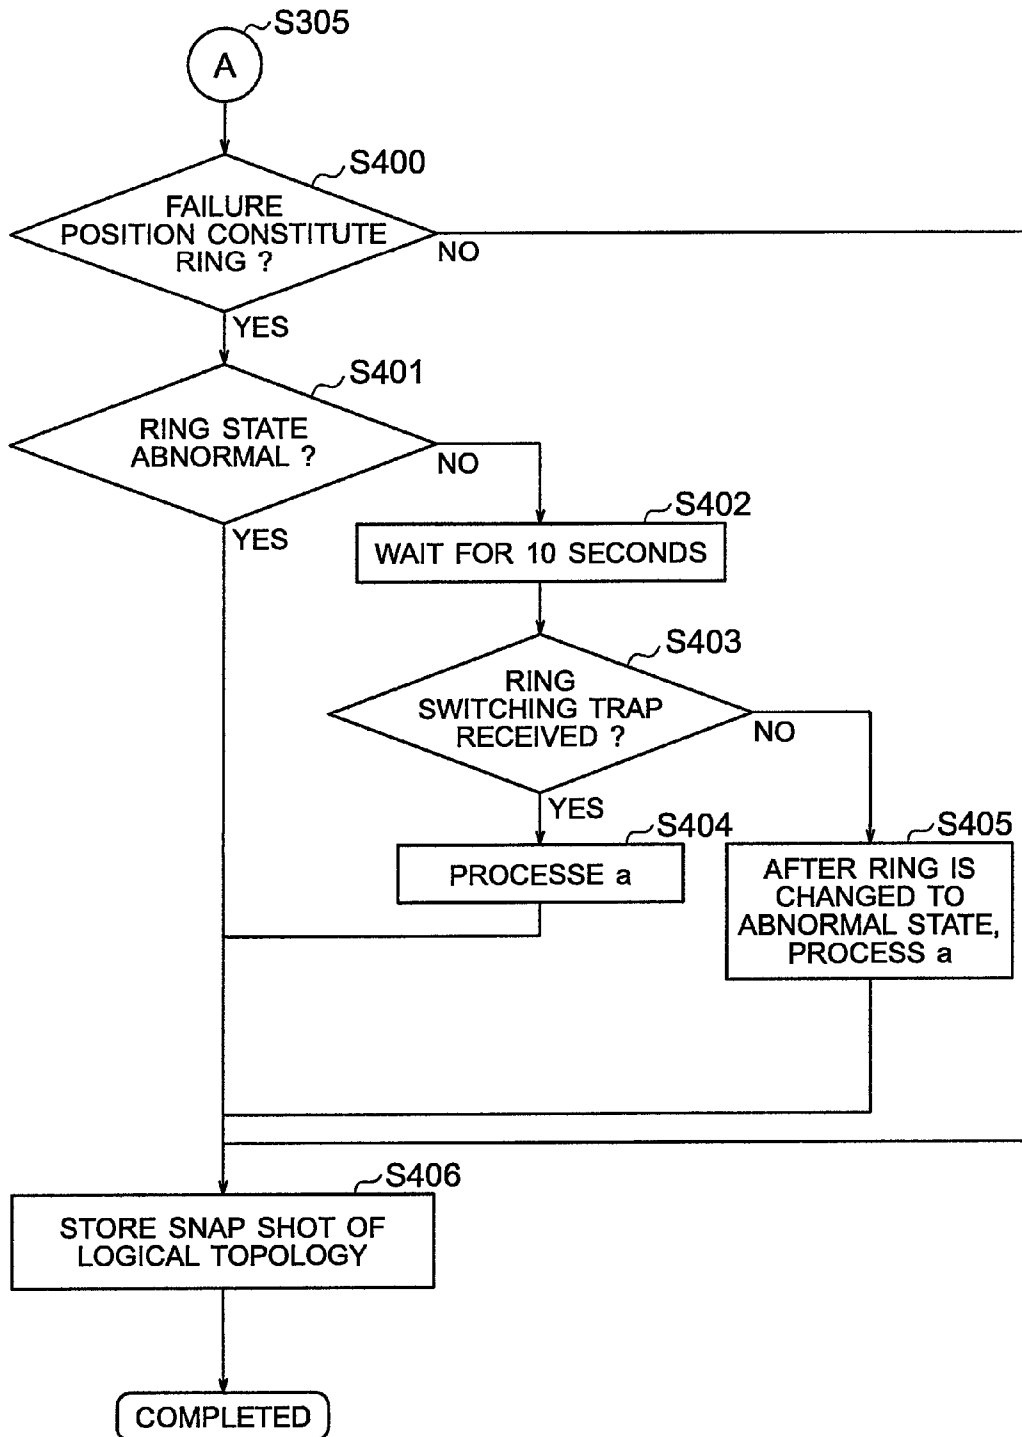 S305
A
S400
FAILURE
POSITION CONSTITUTE
RING ?
NO
YES
S401
RING STATE
ABNORMAL ?
NO
YES
S402
WAIT FOR 10 SECONDS
S403
RING
SWITCHING TRAP
RECEIVED ?
NO
YES
S404
PROCESSE a
S405
AFTER RING IS
CHANGED TO
ABNORMAL STATE,
PROCESS a
S406
STORE SNAP SHOT OF
LOGICAL TOPOLOGY
COMPLETED